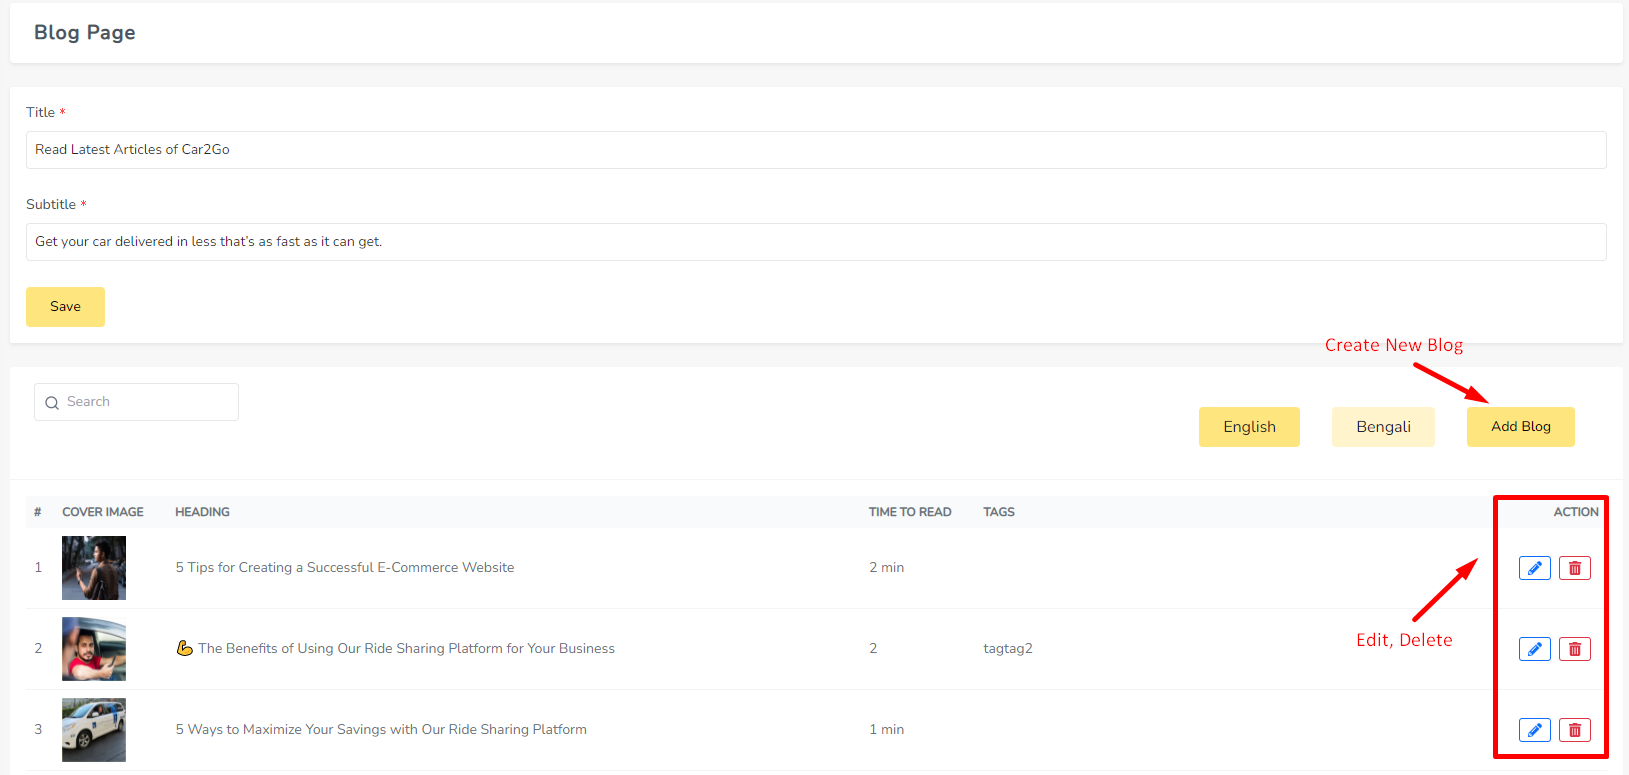 Blog Page
Title *
Read Latest Articles of Car2Go
Subtitle *
Get your car delivered in less that's as fast as it can get.
Save
Create New Blog
Search
English Bengali Add Blog
# COVER IMAGE HEADING TIME TO READ TAGS ACTION
1 5 Tips for Creating a Successful E-Commerce Website 2 min
2 💪 The Benefits of Using Our Ride Sharing Platform for Your Business 2 tagtag2
Edit, Delete
3 5 Ways to Maximize Your Savings with Our Ride Sharing Platform 1 min